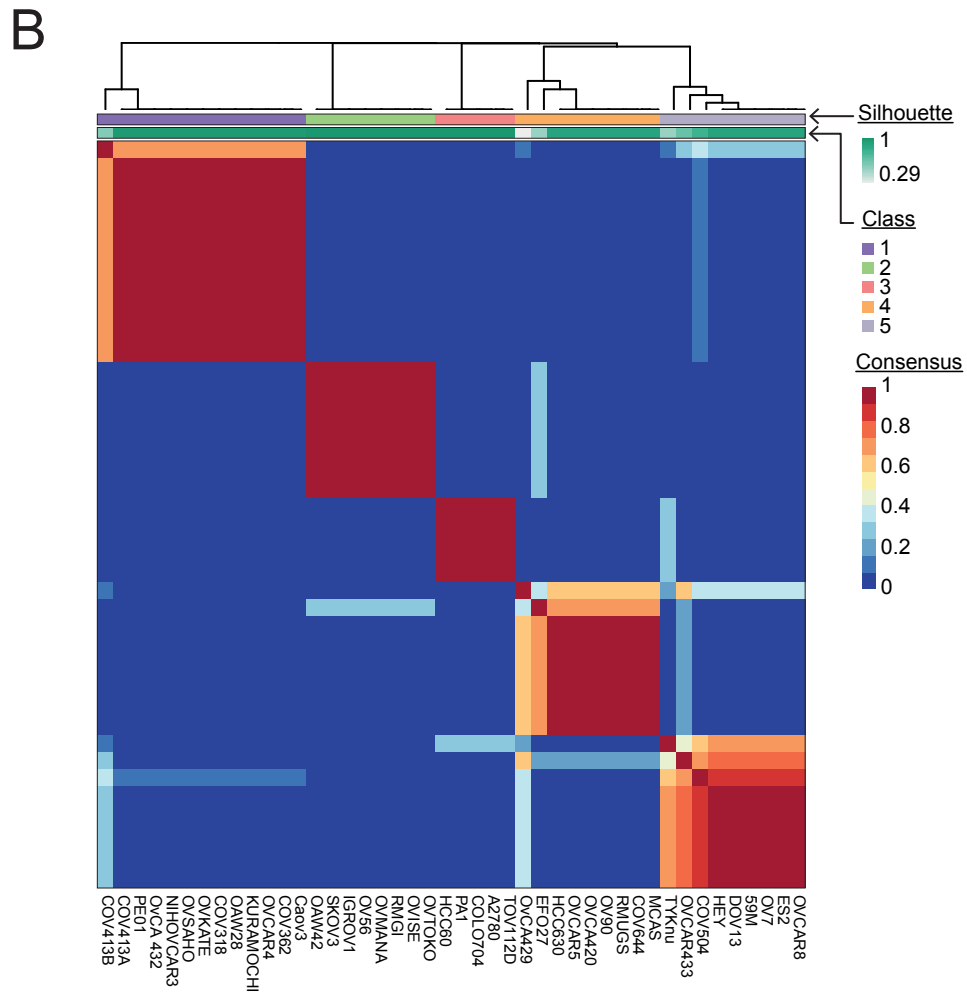 B
Silhouette
1
0.29
Class
1
2
3
4
5
Consensus
1
0.8
0.6
0.4
0.2
0
COV413B
COV413A
PE01
OvCA 432
NIHOVCAR3
OVSAHO
OVKATE
COV318
OAW28
KURAMOCHI
OVCAR4
COV362
Caov3
OAW42
SKOV3
IGROV1
OV56
OVMANA
RMGI
OVISE
OVTOKO
HCC60
PA1
COLO704
A2780
TOV112D
OvCA429
EFO27
HCC630
OVCAR5
OVCA420
OV90
RMUGS
COV644
MCAS
TYKnu
OVCAR433
COV504
HEY
DOV13
59M
OV7
ES2
OVCAR8